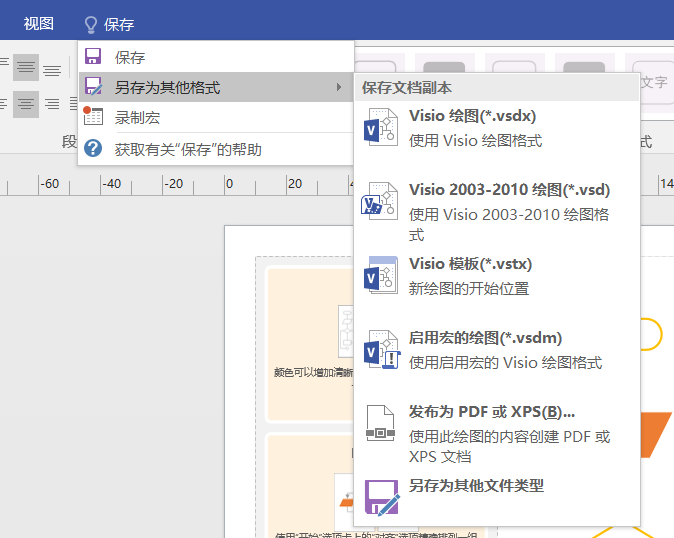 视图
保存
保存
另存为其他格式
录制宏
获取有关“保存”的帮助
保存文档副本
Visio 绘图(*.vsdx)
使用 Visio 绘图格式
Visio 2003-2010 绘图(*.vsd)
使用 Visio 2003-2010 绘图格
式
Visio 模板(*.vstx)
新绘图的开始位置
启用宏的绘图(*.vsdm)
使用启用宏的 Visio 绘图格式
发布为 PDF 或 XPS(B)...
使用此绘图的内容创建 PDF 或
XPS 文档
另存为其他文件类型
文字
段
式
-60 -40 -20 0 20 14
颜色可以增加清晰
使用“开始”选项卡上的“对齐”选项精确排列一组